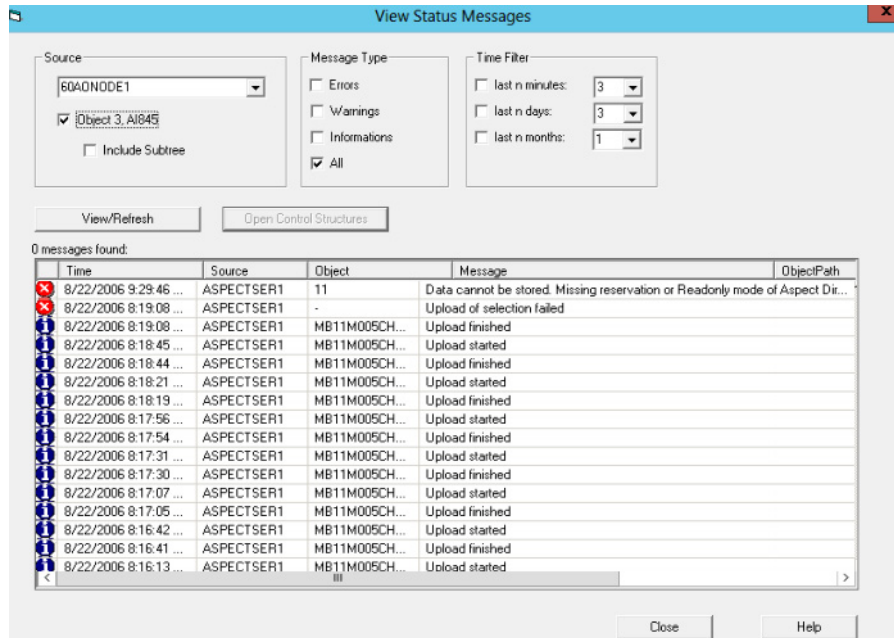 View Status Messages
x
Source
60AONODE1
Object 3, AI845
Include Subtree
Message Type
Errors
Warnings
Informations
All
Time Filter
last n minutes: 3
last n days: 3
last n months: 1
View/Refresh
Open Control Structures
0 messages found:
Time Source Object Message ObjectPath
8/22/2006 9:29:46 ... ASPECTSER1 11 Data cannot be stored. Missing reservation or Readonly mode of Aspect Dir...
8/22/2006 8:19:08 ... ASPECTSER1 - Upload of selection failed
8/22/2006 8:19:08 ... ASPECTSER1 MB11M005CH... Upload finished
8/22/2006 8:18:45 ... ASPECTSER1 MB11M005CH... Upload started
8/22/2006 8:18:44 ... ASPECTSER1 MB11M005CH... Upload finished
8/22/2006 8:18:21 ... ASPECTSER1 MB11M005CH... Upload started
8/22/2006 8:18:19 ... ASPECTSER1 MB11M005CH... Upload finished
8/22/2006 8:17:56 ... ASPECTSER1 MB11M005CH... Upload started
8/22/2006 8:17:54 ... ASPECTSER1 MB11M005CH... Upload finished
8/22/2006 8:17:31 ... ASPECTSER1 MB11M005CH... Upload started
8/22/2006 8:17:30 ... ASPECTSER1 MB11M005CH... Upload finished
8/22/2006 8:17:07 ... ASPECTSER1 MB11M005CH... Upload started
8/22/2006 8:17:05 ... ASPECTSER1 MB11M005CH... Upload finished
8/22/2006 8:16:42 ... ASPECTSER1 MB11M005CH... Upload started
8/22/2006 8:16:41 ... ASPECTSER1 MB11M005CH... Upload finished
8/22/2006 8:16:13 ... ASPECTSER1 MB11M005CH... Upload started
Close
Help